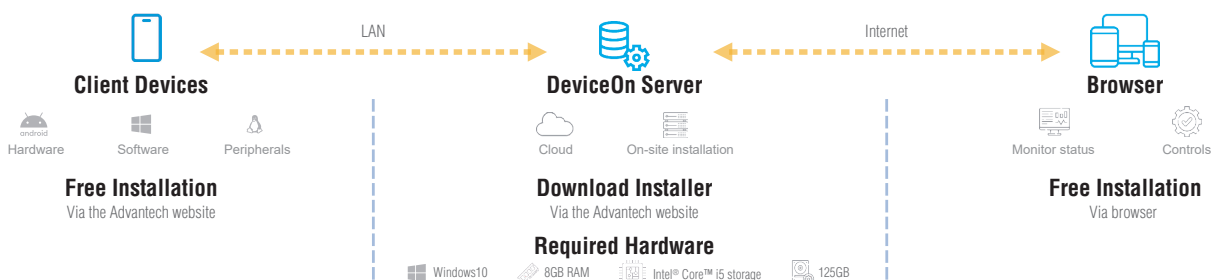 LAN
Internet
Client Devices
DeviceOn Server
Browser
android
Hardware
Software
Peripherals
Cloud
On-site installation
Monitor status
Controls
Free Installation
Via the Advantech website
Download Installer
Via the Advantech website
Free Installation
Via browser
Required Hardware
Windows10
8GB RAM
Intel® Core™ i5 storage
125GB